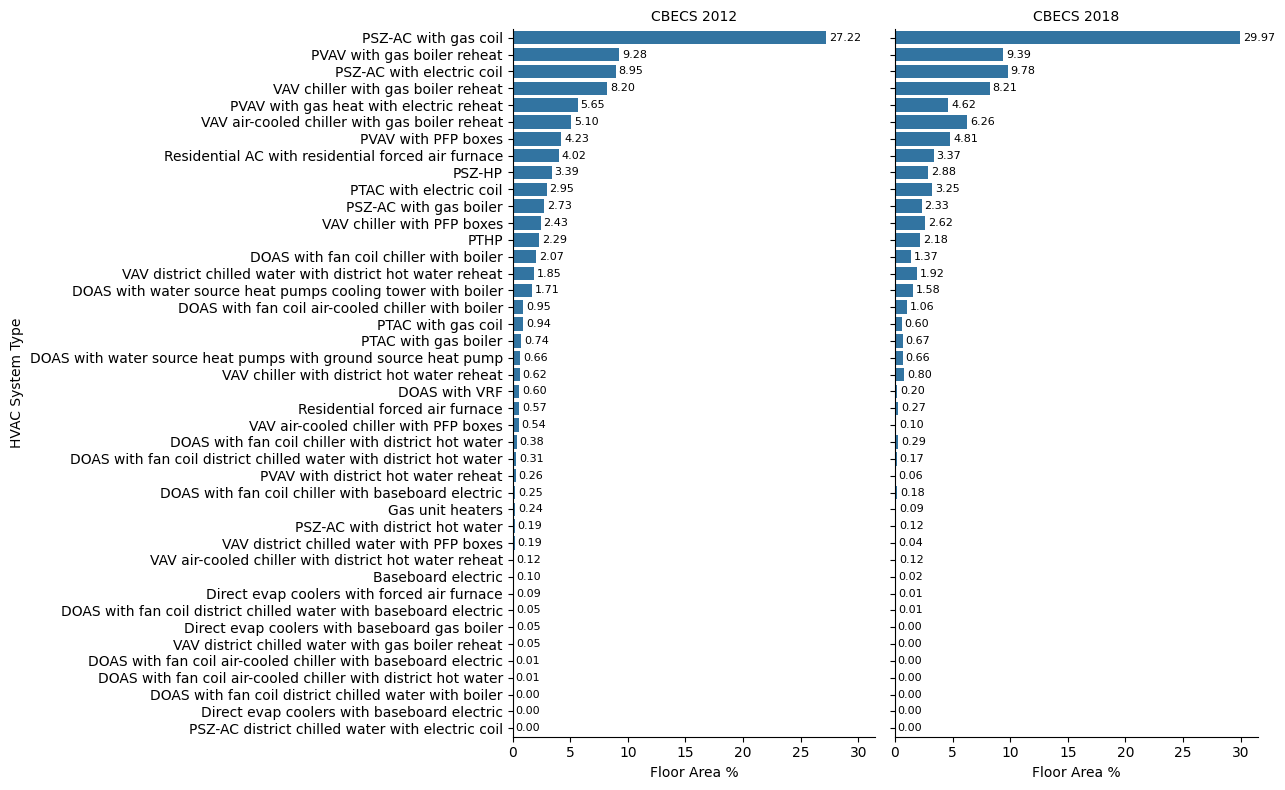 CBECS 2012 CBECS 2018
PSZ-AC with gas coil 27.22 29.97
PVAV with gas boiler reheat 9.28 9.39
PSZ-AC with electric coil 8.95 9.78
VAV chiller with gas boiler reheat 8.20 8.21
PVAV with gas heat with electric reheat 5.65 4.62
VAV air-cooled chiller with gas boiler reheat 5.10 6.26
PVAV with PFP boxes 4.23 4.81
Residential AC with residential forced air furnace 4.02 3.37
PSZ-HP 3.39 2.88
PTAC with electric coil 2.95 3.25
PSZ-AC with gas boiler 2.73 2.33
VAV chiller with PFP boxes 2.43 2.62
PTHP 2.29 2.18
DOAS with fan coil chiller with boiler 2.07 1.37
VAV district chilled water with district hot water reheat 1.85 1.92
DOAS with water source heat pumps cooling tower with boiler 1.71 1.58
DOAS with fan coil air-cooled chiller with boiler 0.95 1.06
PTAC with gas coil 0.94 0.60
PTAC with gas boiler 0.74 0.67
DOAS with water source heat pumps with ground source heat pump 0.66 0.66
VAV chiller with district hot water reheat 0.62 0.80
DOAS with VRF 0.60 0.20
Residential forced air furnace 0.57 0.27
VAV air-cooled chiller with PFP boxes 0.54 0.10
DOAS with fan coil chiller with district hot water 0.38 0.29
DOAS with fan coil district chilled water with district hot water 0.31 0.17
PVAV with district hot water reheat 0.26 0.06
DOAS with fan coil chiller with baseboard electric 0.25 0.18
Gas unit heaters 0.24 0.09
PSZ-AC with district hot water 0.19 0.12
VAV district chilled water with PFP boxes 0.19 0.04
VAV air-cooled chiller with district hot water reheat 0.12 0.12
Baseboard electric 0.10 0.02
Direct evap coolers with forced air furnace 0.09 0.01
DOAS with fan coil district chilled water with baseboard electric 0.05 0.01
Direct evap coolers with baseboard gas boiler 0.05 0.00
VAV district chilled water with gas boiler reheat 0.05 0.00
DOAS with fan coil air-cooled chiller with baseboard electric 0.01 0.00
DOAS with fan coil air-cooled chiller with district hot water 0.01 0.00
DOAS with fan coil district chilled water with boiler 0.00 0.00
Direct evap coolers with baseboard electric 0.00 0.00
PSZ-AC district chilled water with electric coil 0.00 0.00
HVAC System Type
0 5 10 15 20 25 30 0 5 10 15 20 25 30
Floor Area % Floor Area %